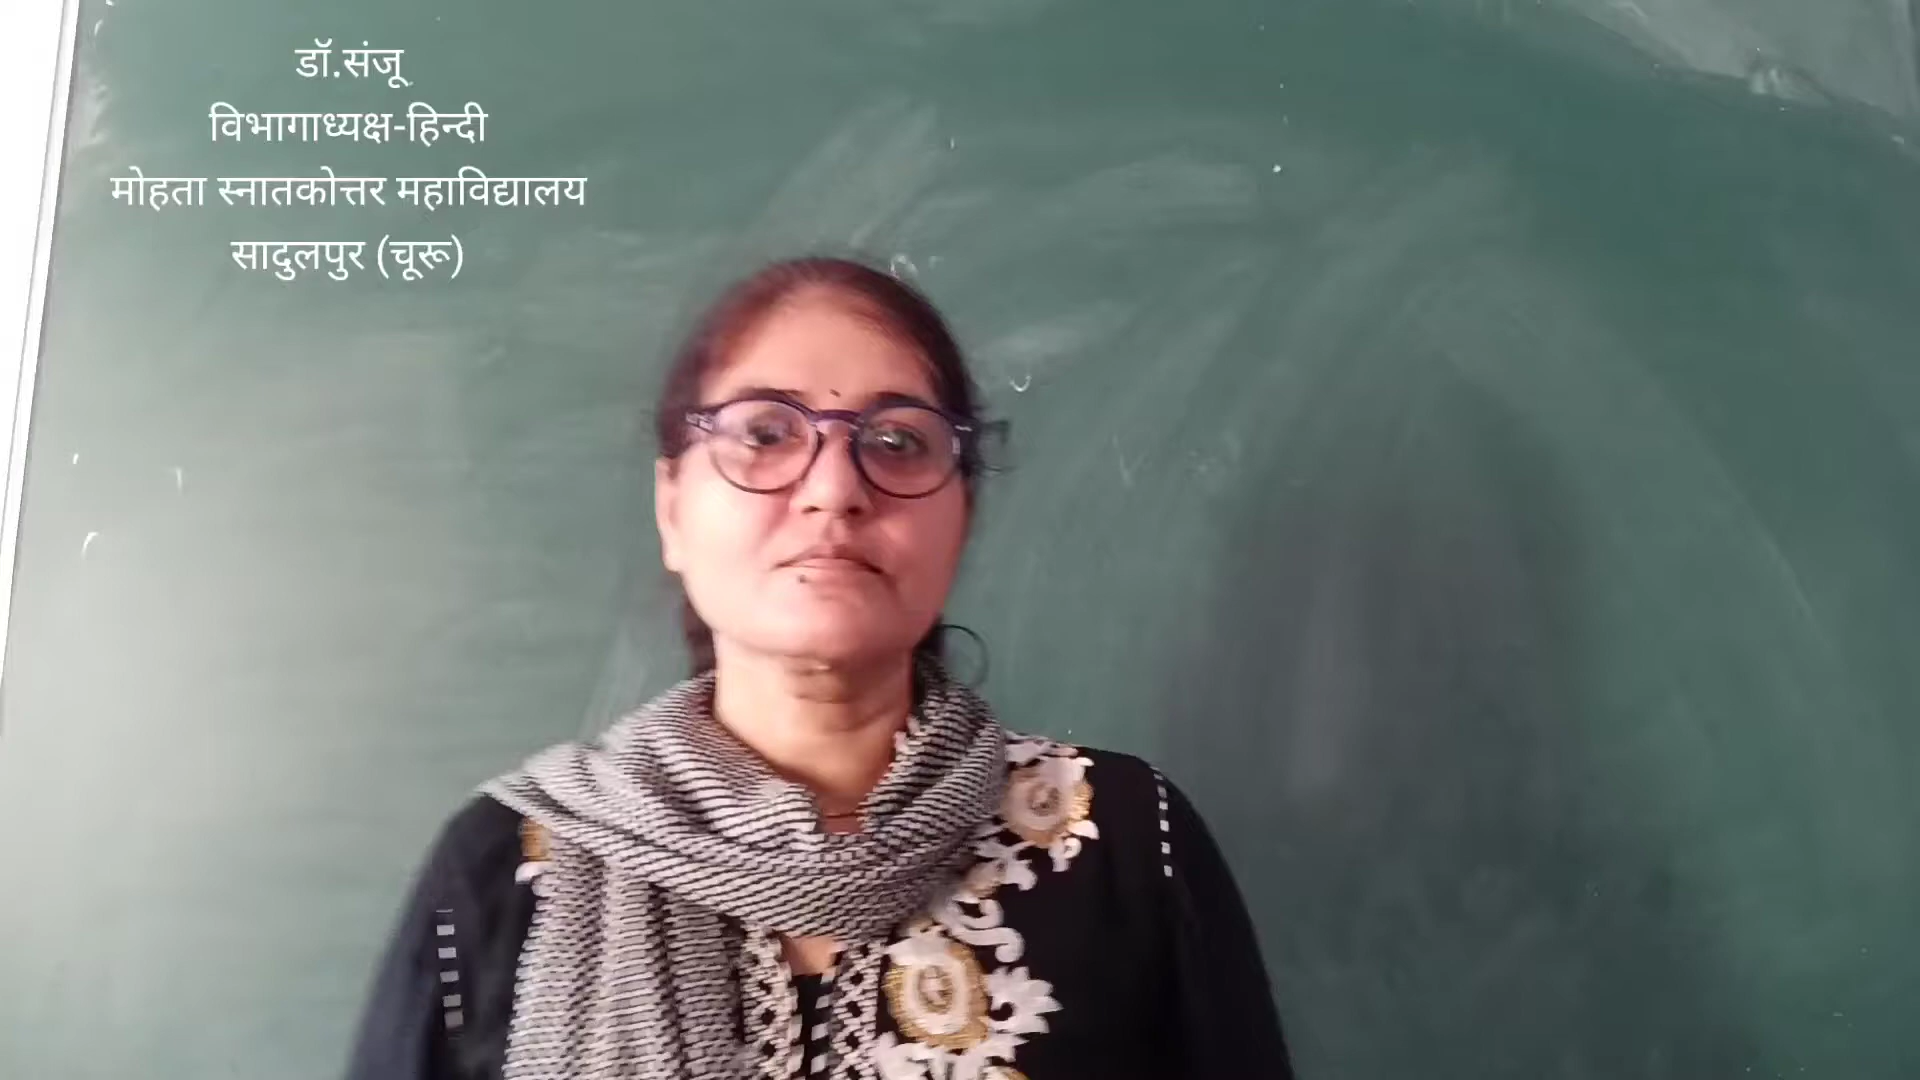 डॉ.संजू
विभागाध्यक्ष-हिन्दी
मोहता स्नातकोत्तर महाविद्यालय
सादुलपुर (चूरू)